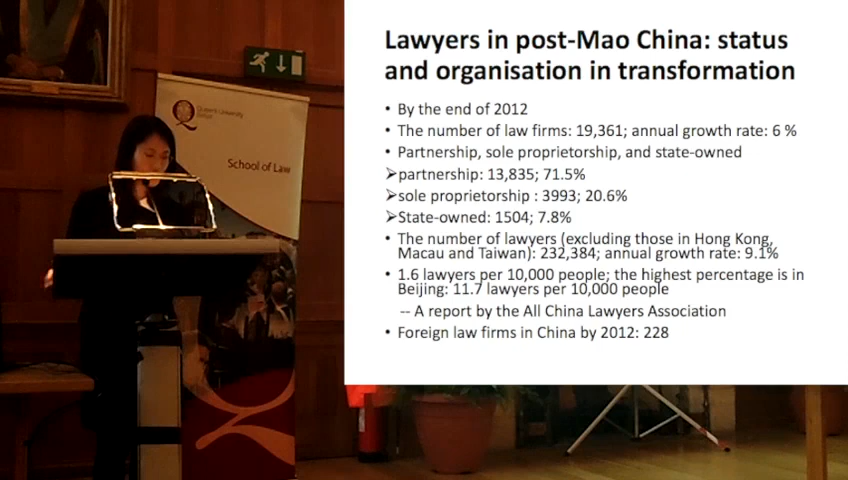 Queen's University
Belfast
School of Law
Lawyers in post-Mao China: status
and organisation in transformation
• By the end of 2012
• The number of law firms: 19,361; annual growth rate: 6 %
• Partnership, sole proprietorship, and state-owned
➢partnership: 13,835; 71.5%
➢sole proprietorship : 3993; 20.6%
➢State-owned: 1504; 7.8%
• The number of lawyers (excluding those in Hong Kong,
Macau and Taiwan): 232,384; annual growth rate: 9.1%
• 1.6 lawyers per 10,000 people; the highest percentage is in
Beijing: 11.7 lawyers per 10,000 people
-- A report by the All China Lawyers Association
• Foreign law firms in China by 2012: 228